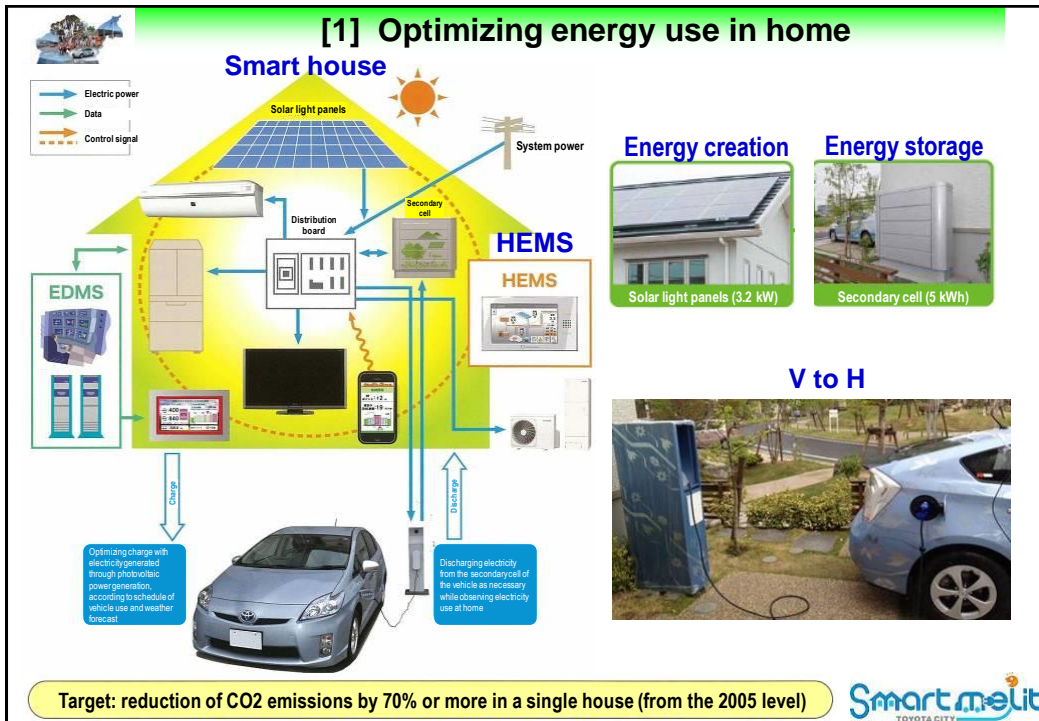 [1] Optimizing energy use in home
Smart house
Electric power
Data
Control signal
Solar light panels
System power
Distribution
board
Secondary
cell
HEMS
HEMS
EDMS
Charge
Discharge
Optimizing charge with
electricity generated
through photovoltaic
power generation,
according to schedule of
vehicle use and weather
forecast
Discharging electricity
from the secondary cell of
the vehicle as necessary
while observing electricity
use at home
Energy creation
Energy storage
Solar light panels (3.2 kW)
Secondary cell (5 kWh)
V to H
Target: reduction of CO2 emissions by 70% or more in a single house (from the 2005 level)
Smart melit
TOYOTA CITY